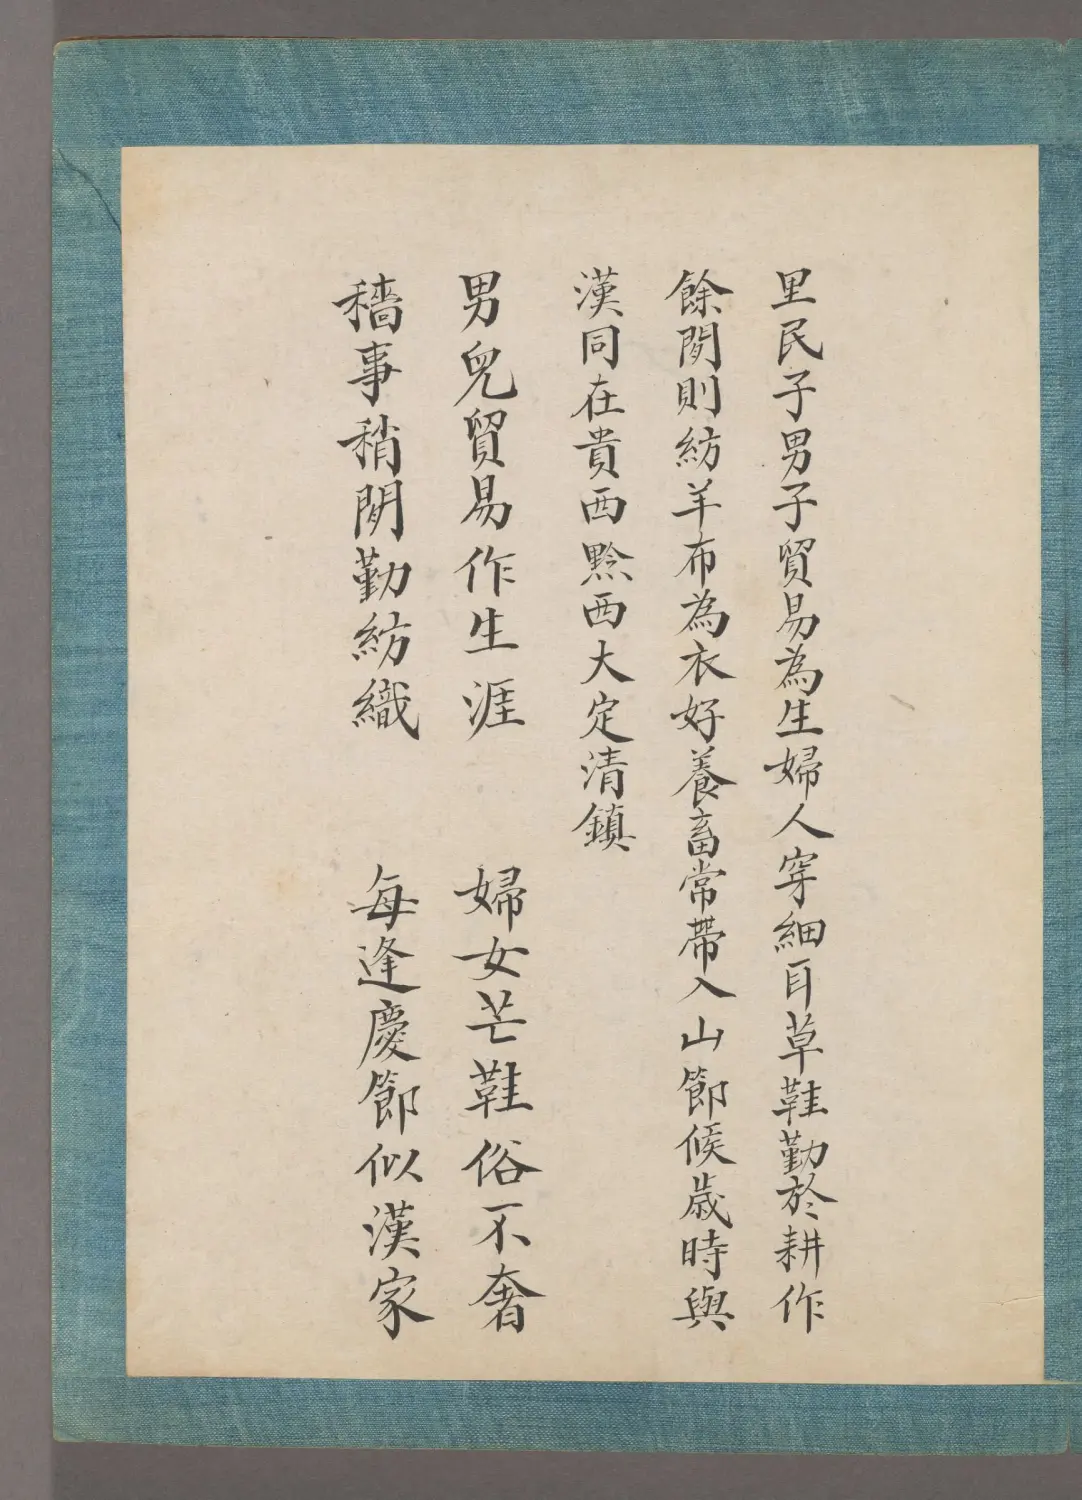 里民子男子貿易為生婦人穿細耳草鞋勤於耕作
餘閒則紡羊布為衣好養畜常帶入山節候歲時與
漢同在貴西黔西大定清鎮
男兒貿易作生涯　婦女芒鞋俗不奢
穡事稍閒勤紡織　每逢慶節似漢家